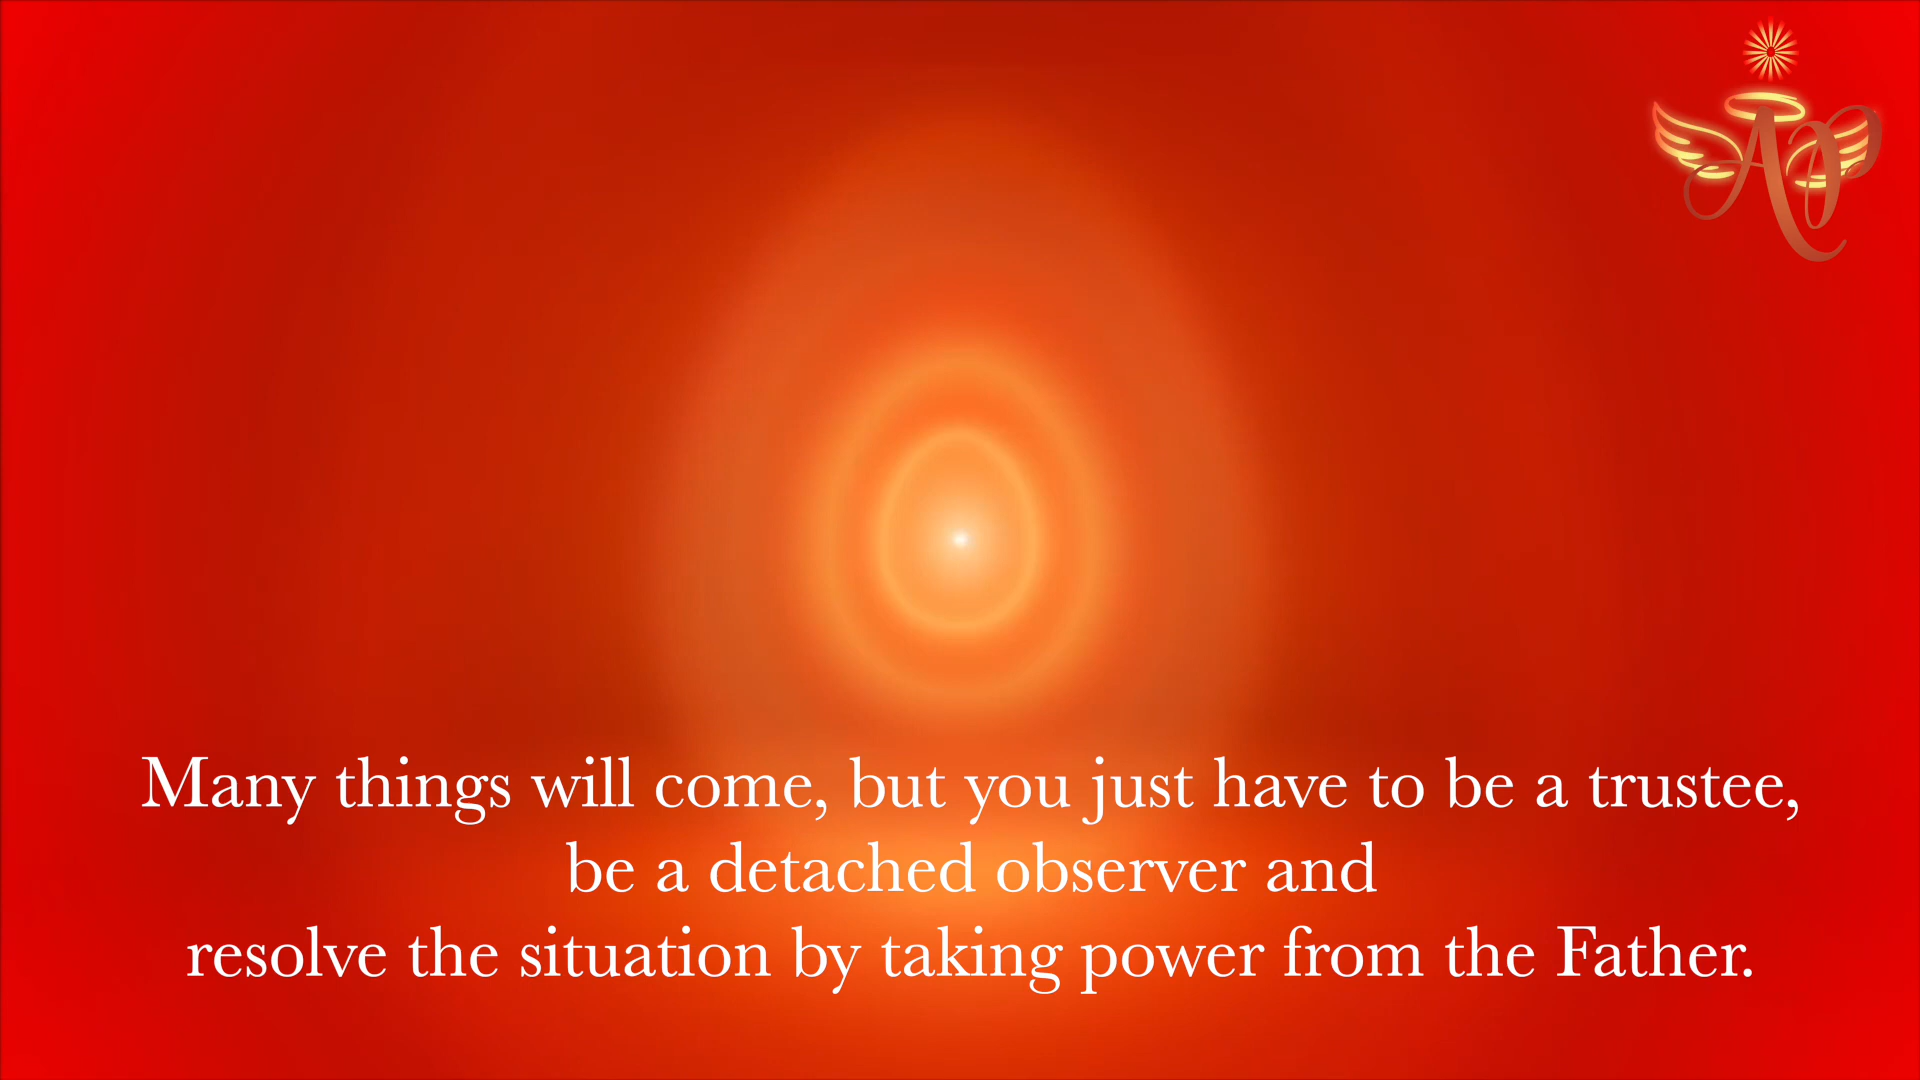 AP
Many things will come, but you just have to be a trustee,
be a detached observer and
resolve the situation by taking power from the Father.